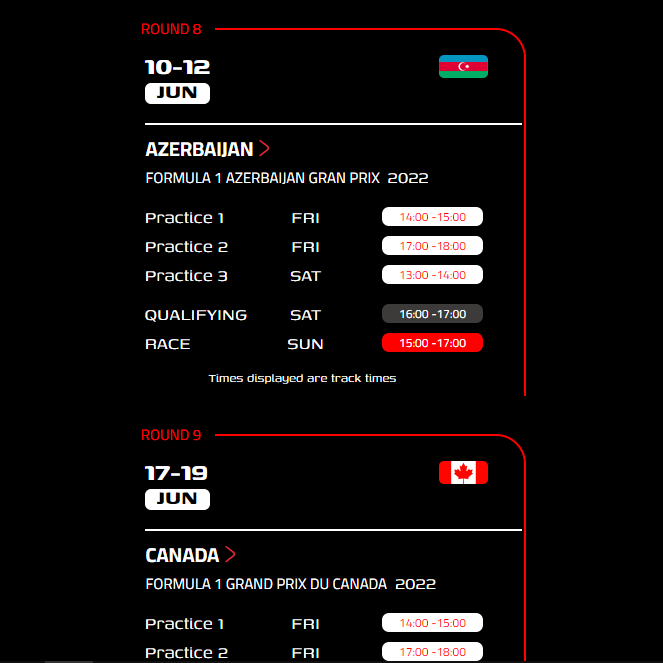 ROUND 8
10-12
JUN
AZERBAIJAN
FORMULA 1 AZERBAIJAN GRAN PRIX 2022
Practice 1 FRI 14:00 -15:00
Practice 2 FRI 17:00 -18:00
Practice 3 SAT 13:00 -14:00
QUALIFYING SAT 16:00 -17:00
RACE SUN 15:00 -17:00
Times displayed are track times
ROUND 9
17-19
JUN
CANADA
FORMULA 1 GRAND PRIX DU CANADA 2022
Practice 1 FRI 14:00 -15:00
Practice 2 FRI 17:00 -18:00